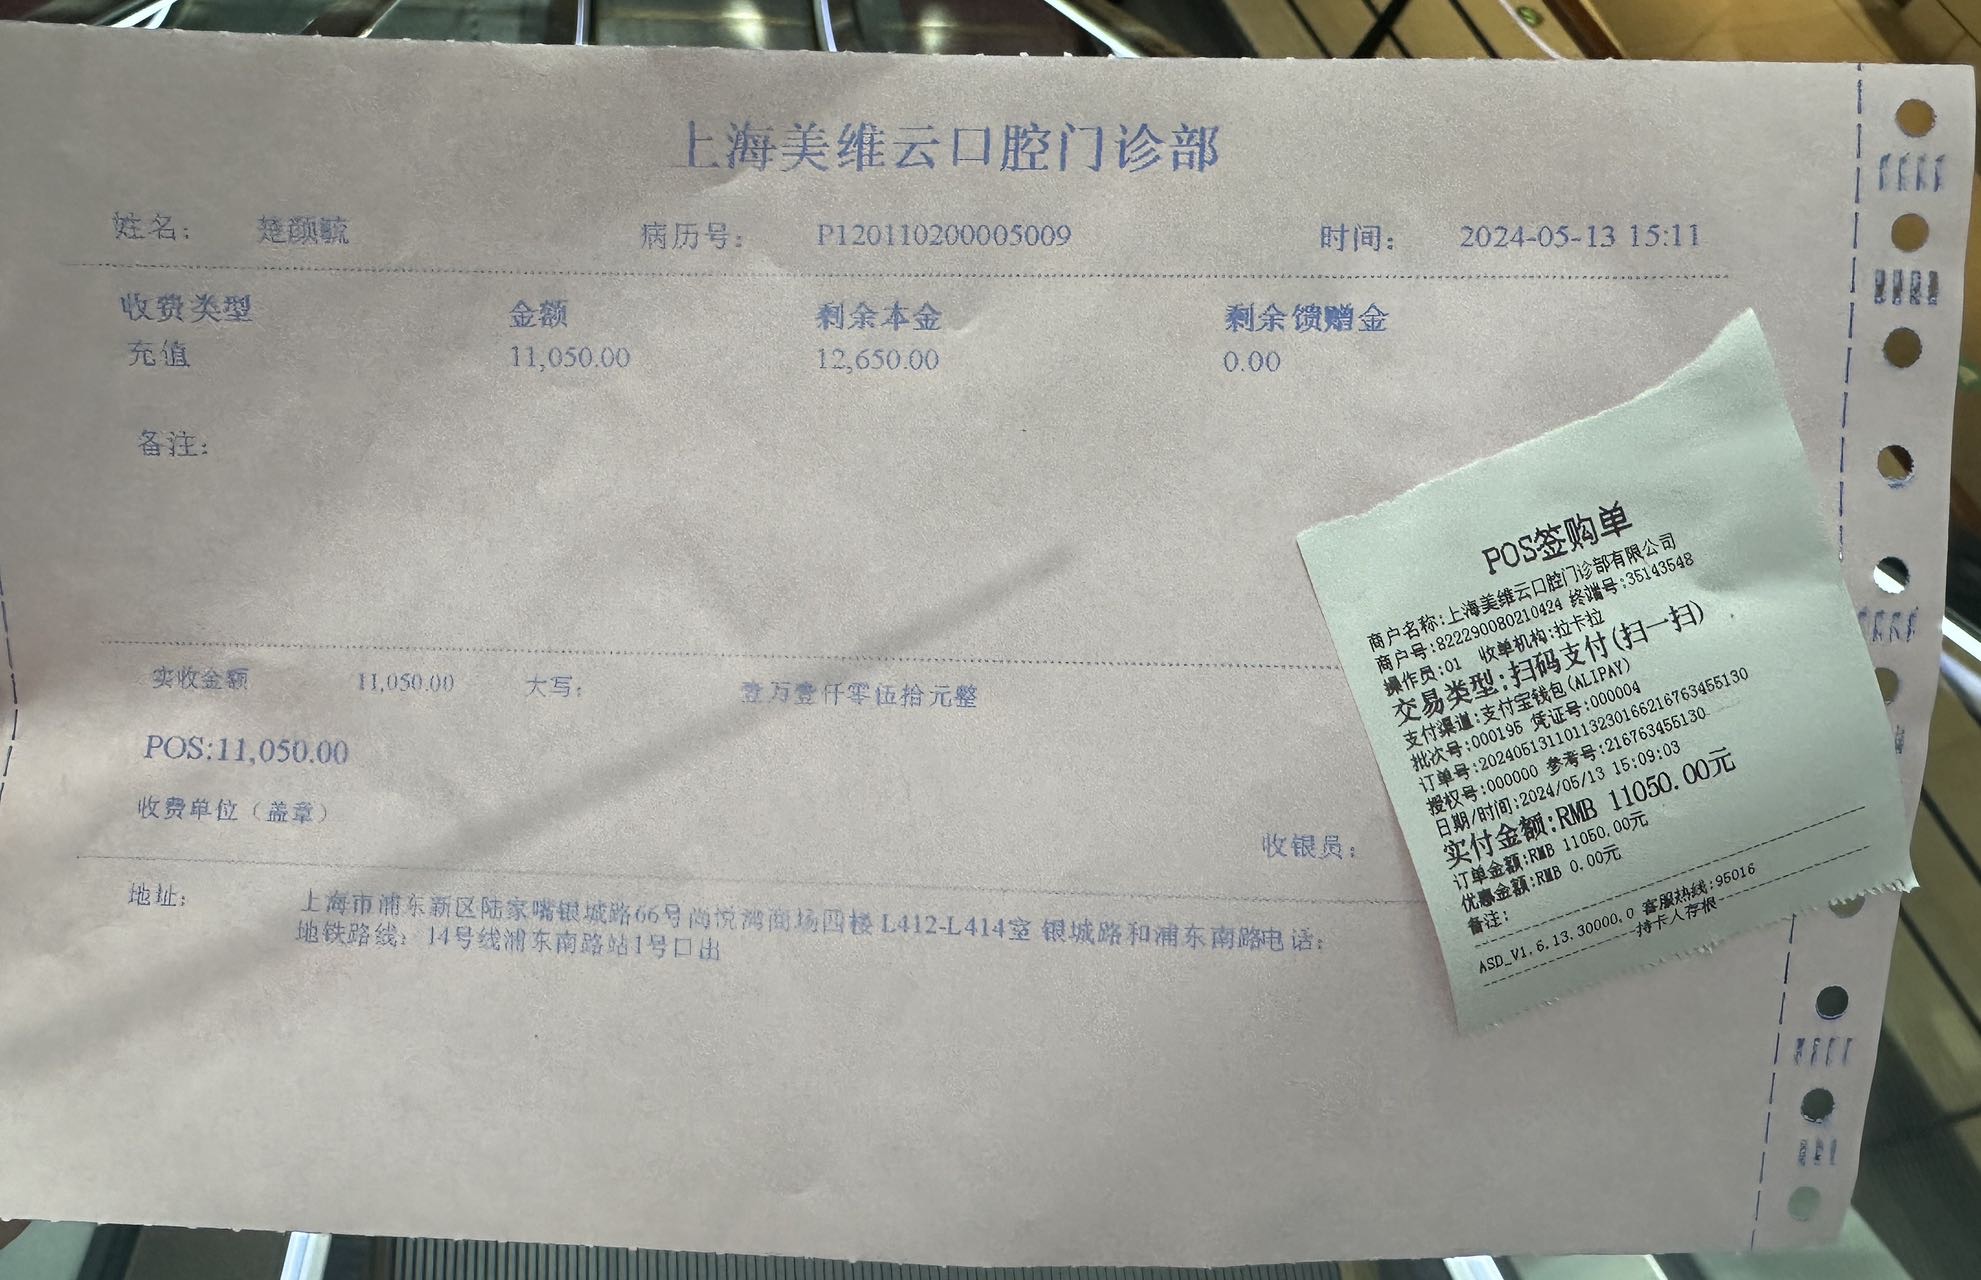 上海美维云口腔门诊部
姓名： 楚颜毓 病历号： P120110200005009 时间： 2024-05-13 15:11
收费类型 金额 剩余本金 剩余馈赠金
充值 11,050.00 12,650.00 0.00
备注：
实收金额 11,050.00 大写： 壹万壹仟零伍拾元整
POS:11,050.00
收费单位（盖章）
收银员：
地址： 上海市浦东新区陆家嘴银城路66号尚悦湾商场四楼 L412-L414室 银城路和浦东南路电话：
地铁路线：14号线浦东南路站1号口出
POS签购单
商户名称:上海美维云口腔门诊部有限公司
商户号:82229008021 0424 终端号:35143548
操作员:01 收单机构:拉卡拉
交易类型:扫码支付(扫一扫)
支付渠道:支付宝钱包(ALIPAY)
批次号:000195 凭证号:000004
订单号:20240513110113230166216763455130
授权号:000000 参考号:216763455130
日期/时间:2024/05/13 15:09:03
实付金额:RMB 11050.00元
订单金额:RMB 11050.00元
优惠金额:RMB 0.00元
备注:
ASD_V1.6.13.30000.0 客服热线:95016
持卡人存根